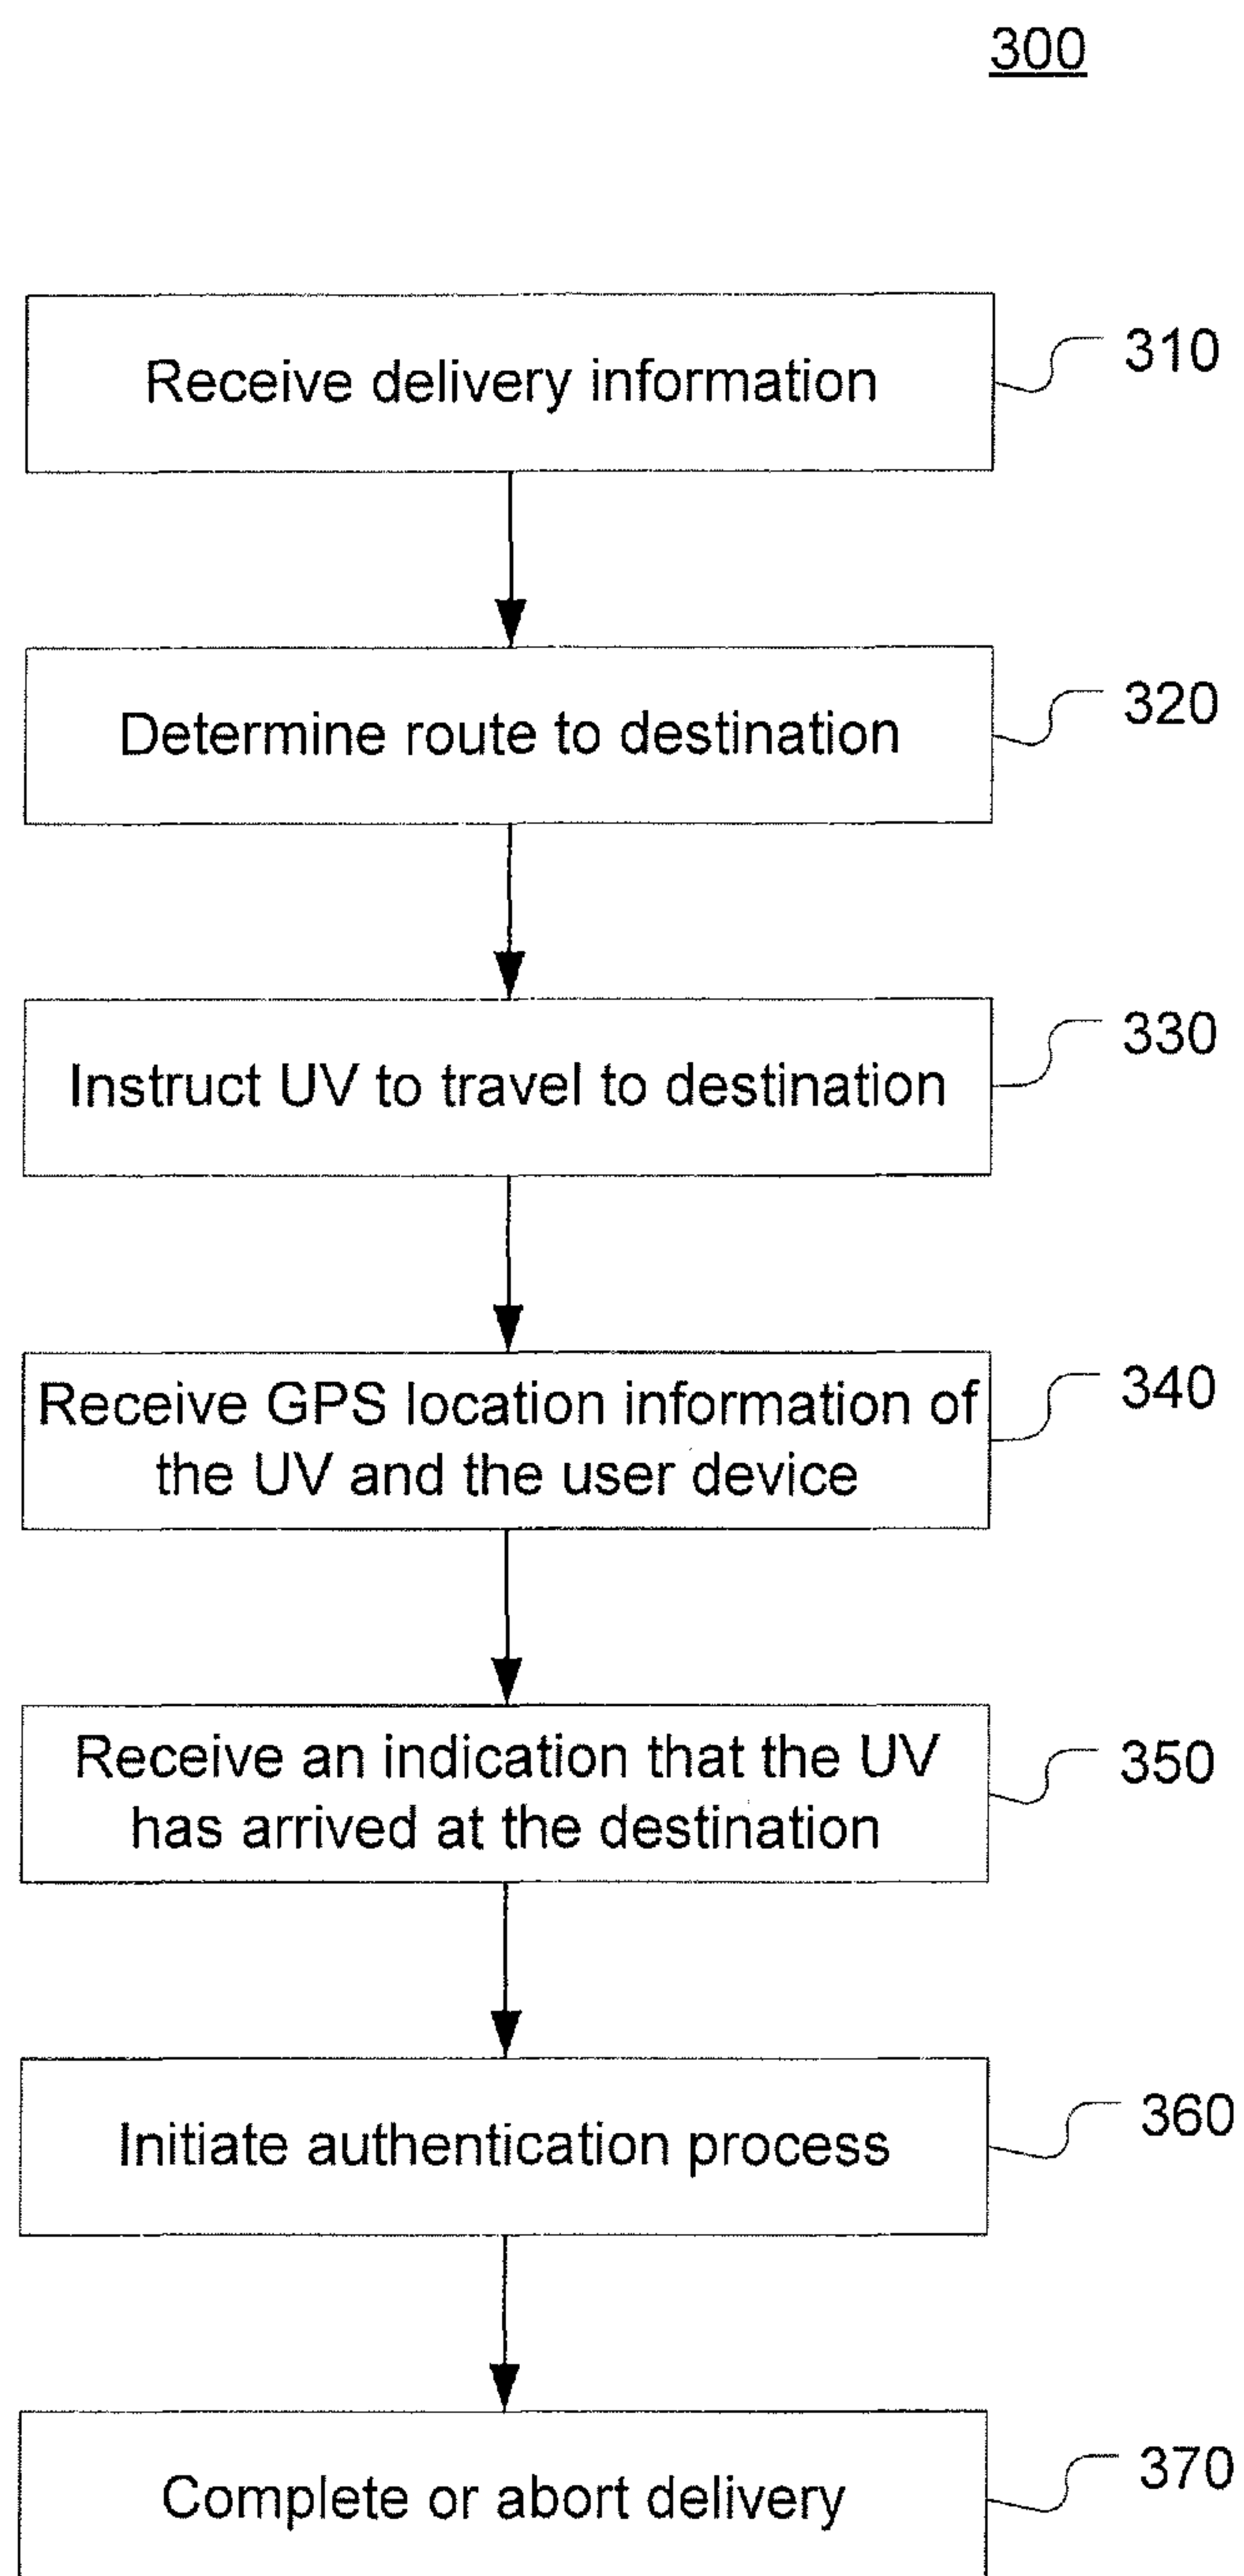 300
Receive delivery information
310
Determine route to destination
320
Instruct UV to travel to destination
330
Receive GPS location information of
the UV and the user device
340
Receive an indication that the UV
has arrived at the destination
350
Initiate authentication process
360
Complete or abort delivery
370